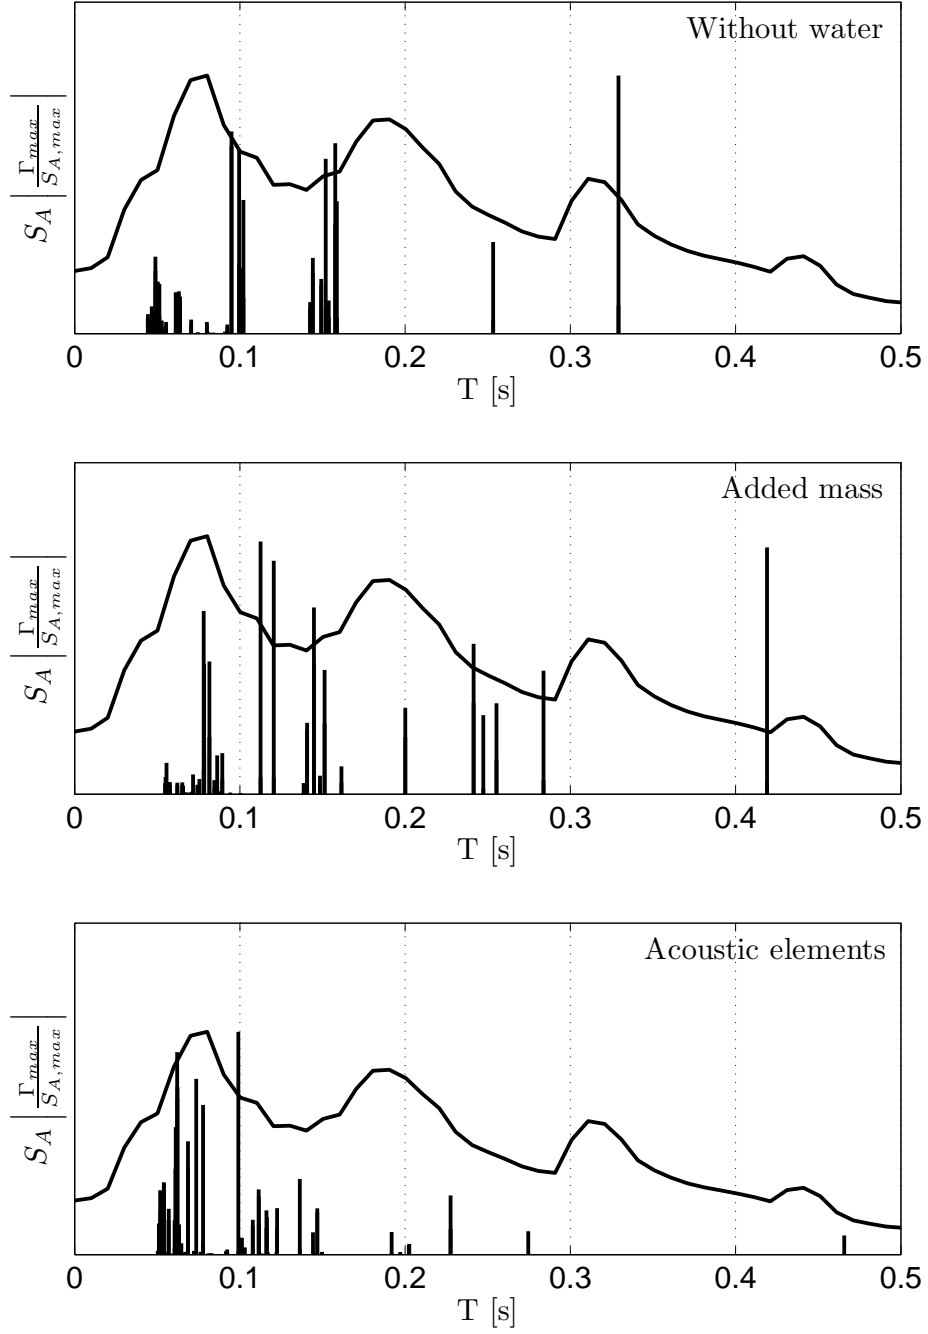 Without water
S_A |Γ_max / S_A,max|
0 0.1 0.2 0.3 0.4 0.5
T [s]
Added mass
S_A |Γ_max / S_A,max|
0 0.1 0.2 0.3 0.4 0.5
T [s]
Acoustic elements
S_A |Γ_max / S_A,max|
0 0.1 0.2 0.3 0.4 0.5
T [s]